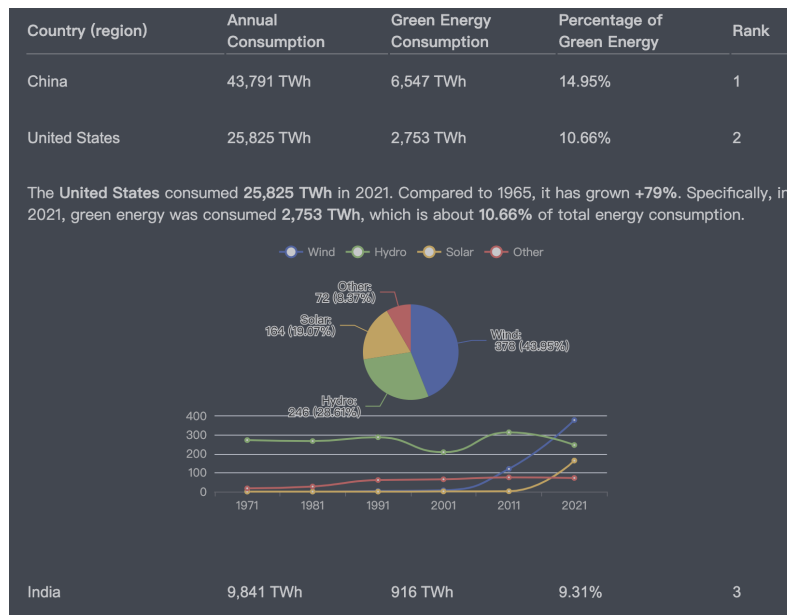 Country (region) Annual Consumption Green Energy Consumption Percentage of Green Energy Rank
China 43,791 TWh 6,547 TWh 14.95% 1
United States 25,825 TWh 2,753 TWh 10.66% 2
The United States consumed 25,825 TWh in 2021. Compared to 1965, it has grown +79%. Specifically, in
2021, green energy was consumed 2,753 TWh, which is about 10.66% of total energy consumption.
Wind Hydro Solar Other
Other:
72 (8.37%)
Solar:
164 (19.07%)
Wind:
378 (43.95%)
Hydro:
246 (28.61%)
400
300
200
100
0
1971 1981 1991 2001 2011 2021
India 9,841 TWh 916 TWh 9.31% 3